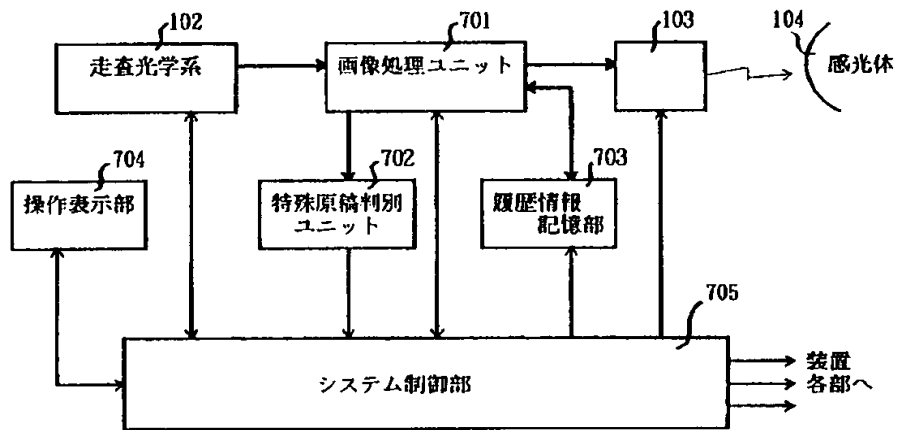 102
701
103
104
走査光学系
画像処理ユニット
感光体
704
702
703
操作表示部
特殊原稿判別
ユニット
履歴情報
記憶部
705
システム制御部
装置
各部へ